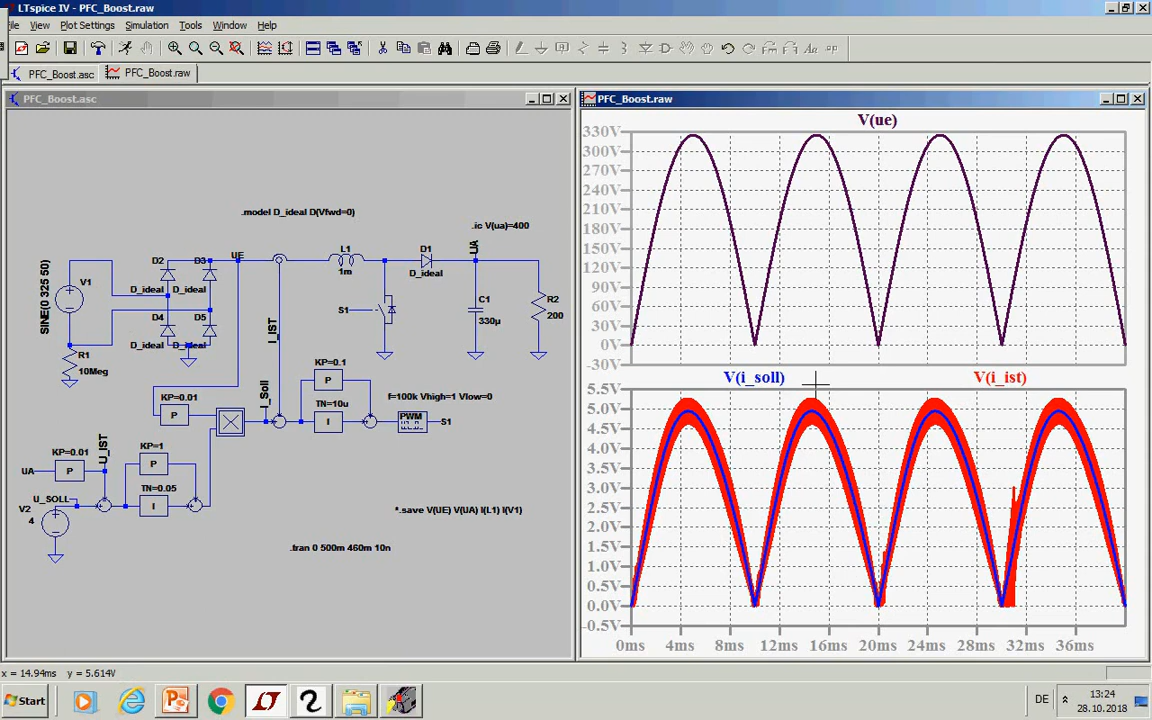 LTspice IV - PFC_Boost.raw
File View Plot Settings Simulation Tools Window Help
PFC_Boost.asc PFC_Boost.raw
PFC_Boost.asc
.model D_ideal D(Vfwd=0)
.ic V(ua)=400
SINE(0 325 50)
V1
R1
10Meg
D2
D_ideal
D3
D_ideal
D4
D_ideal
D5
D_ideal
UE
L1
1m
D1
D_ideal
UA
S1
C1
330µ
R2
200
I_IST
I_Soll
KP=0.01
P
KP=0.1
P
TN=10u
I
f=100k Vhigh=1 Vlow=0
PWM
S1
U_IST
KP=0.01
UA
P
KP=1
P
TN=0.05
I
U_SOLL
V2
4
*.save V(UE) V(UA) I(L1) I(V1)
.tran 0 500m 460m 10n
PFC_Boost.raw
V(ue)
330V
300V
270V
240V
210V
180V
150V
120V
90V
60V
30V
0V
-30V
V(i_soll) V(i_ist)
5.5V
5.0V
4.5V
4.0V
3.5V
3.0V
2.5V
2.0V
1.5V
1.0V
0.5V
0.0V
-0.5V
0ms 4ms 8ms 12ms 16ms 20ms 24ms 28ms 32ms 36ms
x = 14.94ms y = 5.614V
Start
DE
13:24
28.10.2018